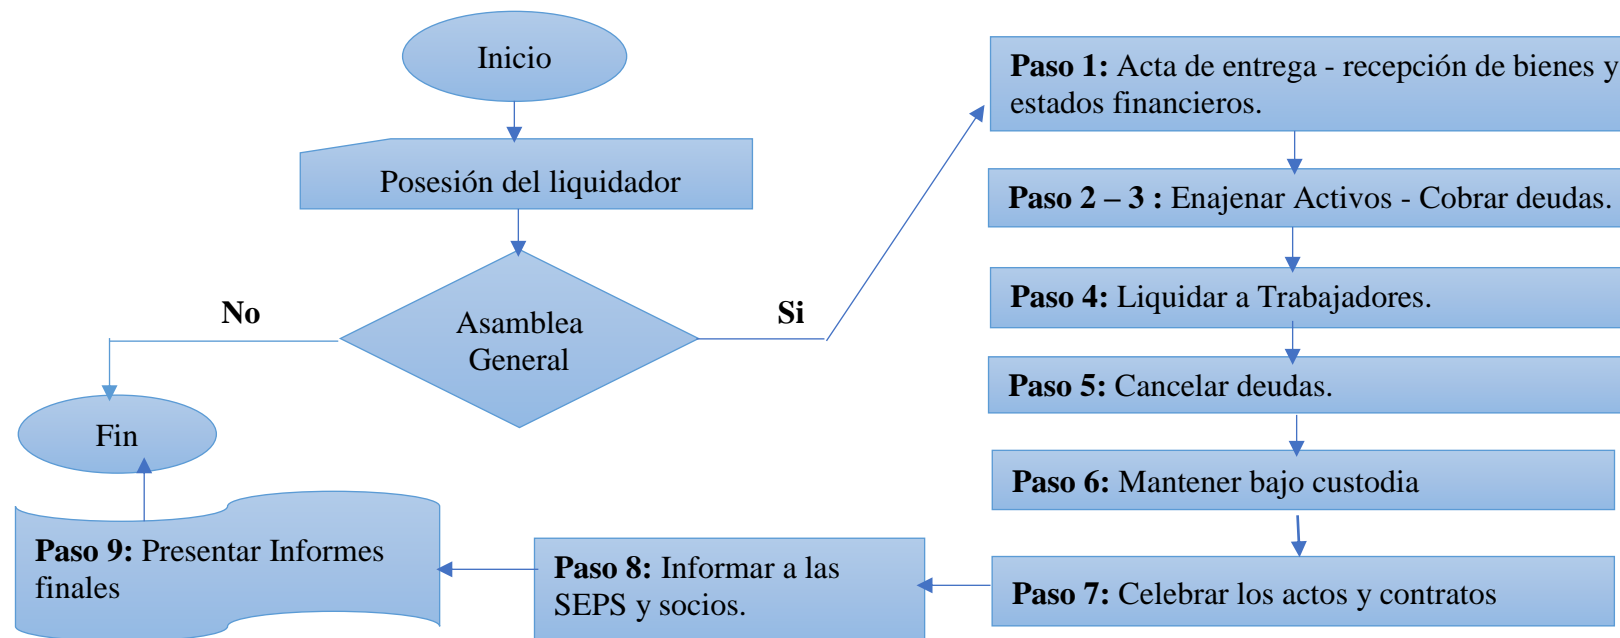 Inicio
Posesión del liquidador
Asamblea
General
No
Si
Fin
Paso 1: Acta de entrega - recepción de bienes y
estados financieros.
Paso 2 – 3 : Enajenar Activos - Cobrar deudas.
Paso 4: Liquidar a Trabajadores.
Paso 5: Cancelar deudas.
Paso 6: Mantener bajo custodia
Paso 7: Celebrar los actos y contratos
Paso 8: Informar a las
SEPS y socios.
Paso 9: Presentar Informes
finales